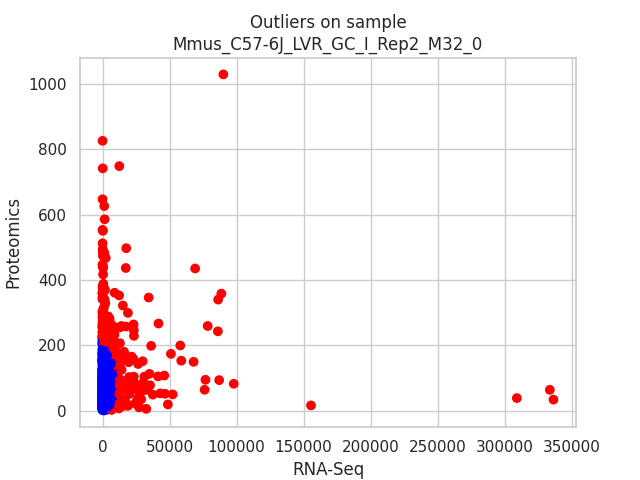 Outliers on sample
Mmus_C57-6J_LVR_GC_I_Rep2_M32_0
1000
800
600
400
200
0
Proteomics
0 50000 100000 150000 200000 250000 300000 350000
RNA-Seq